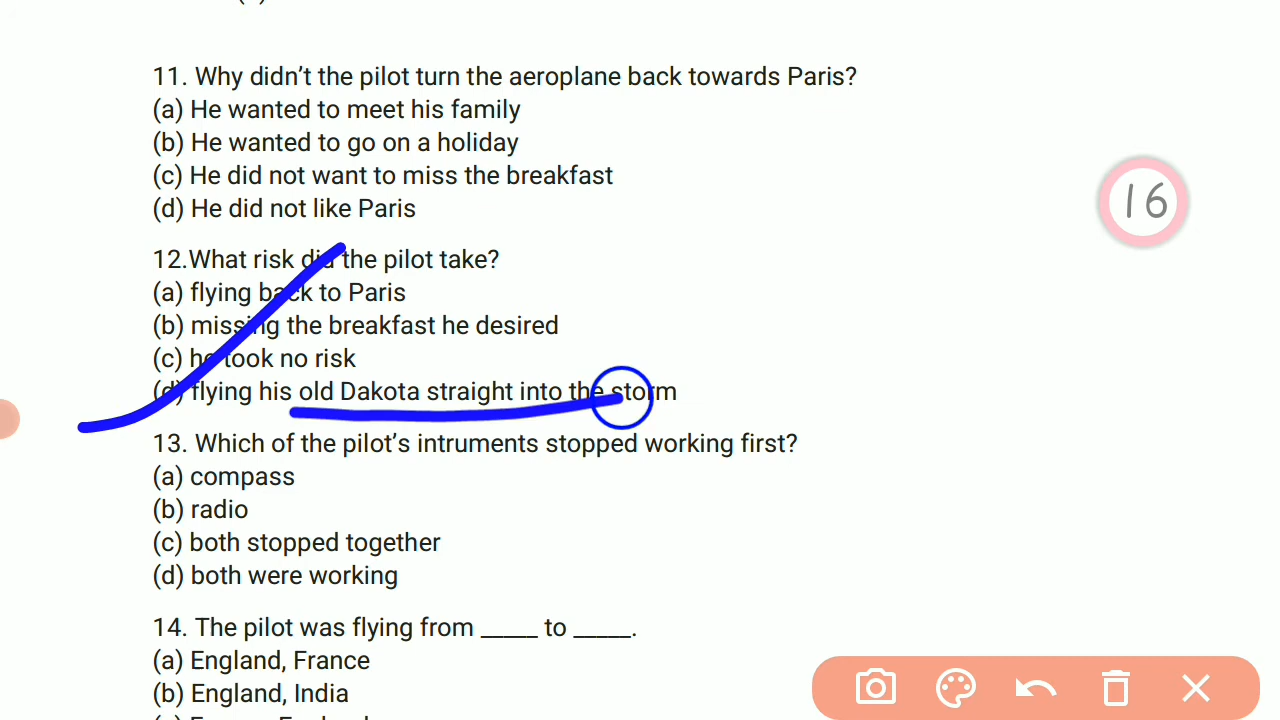 11. Why didn't the pilot turn the aeroplane back towards Paris?
(a) He wanted to meet his family
(b) He wanted to go on a holiday
(c) He did not want to miss the breakfast
(d) He did not like Paris
16
12.What risk did the pilot take?
(a) flying back to Paris
(b) missing the breakfast he desired
(c) he took no risk
(d) flying his old Dakota straight into the storm
13. Which of the pilot's intruments stopped working first?
(a) compass
(b) radio
(c) both stopped together
(d) both were working
14. The pilot was flying from _____ to _____.
(a) England, France
(b) England, India